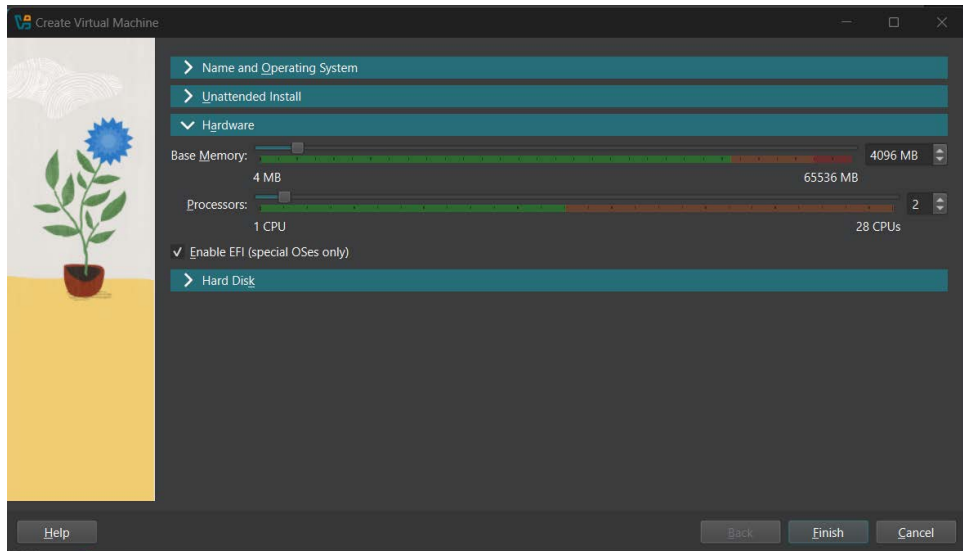 Create Virtual Machine
Name and Operating System
Unattended Install
Hardware
Base Memory: 4096 MB
4 MB 65536 MB
Processors: 2
1 CPU 28 CPUs
Enable EFI (special OSes only)
Hard Disk
Help Back Finish Cancel